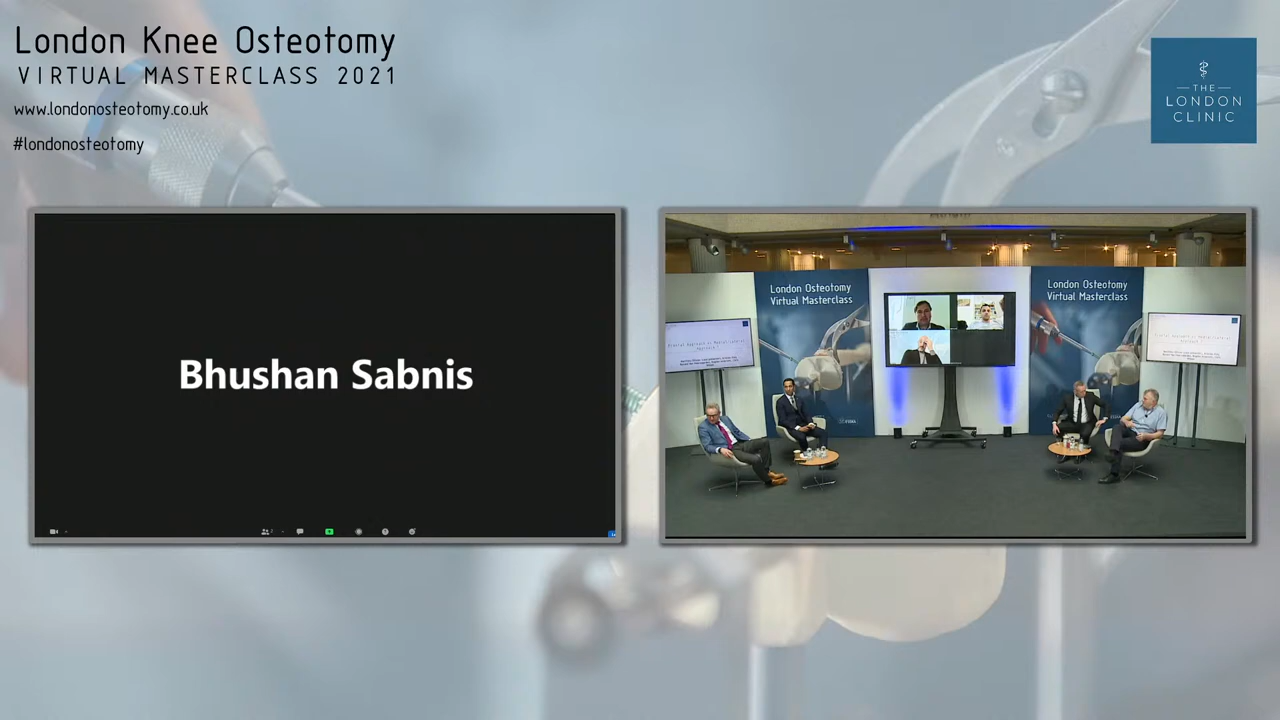 London Knee Osteotomy
VIRTUAL MASTERCLASS 2021
www.londonosteotomy.co.uk
#londonosteotomy
THE
LONDON
CLINIC
Bhushan Sabnis
London Osteotomy
Virtual Masterclass
London Osteotomy
Virtual Masterclass